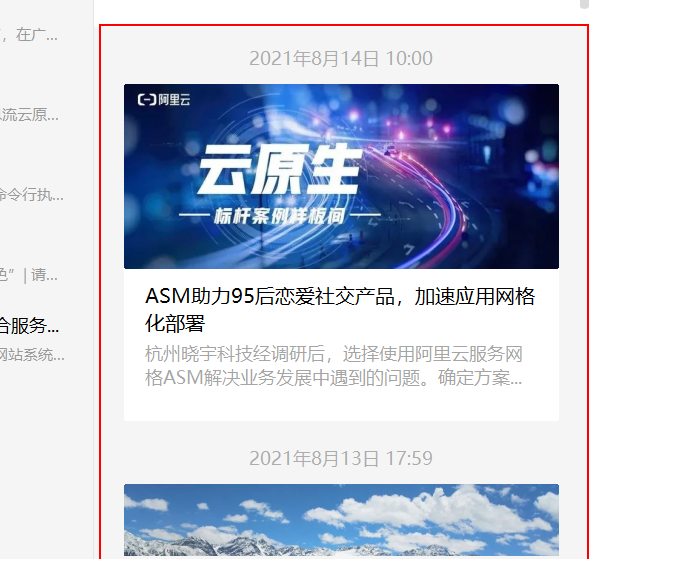 ，在广...
流云原...
命令行执...
色”| 请...
合服务...
网站系统...
2021年8月14日 10:00
阿里云
云原生
标杆案例样板间
ASM助力95后恋爱社交产品，加速应用网格
化部署
杭州晓宇科技经调研后，选择使用阿里云服务网
格ASM解决业务发展中遇到的问题。确定方案...
2021年8月13日 17:59